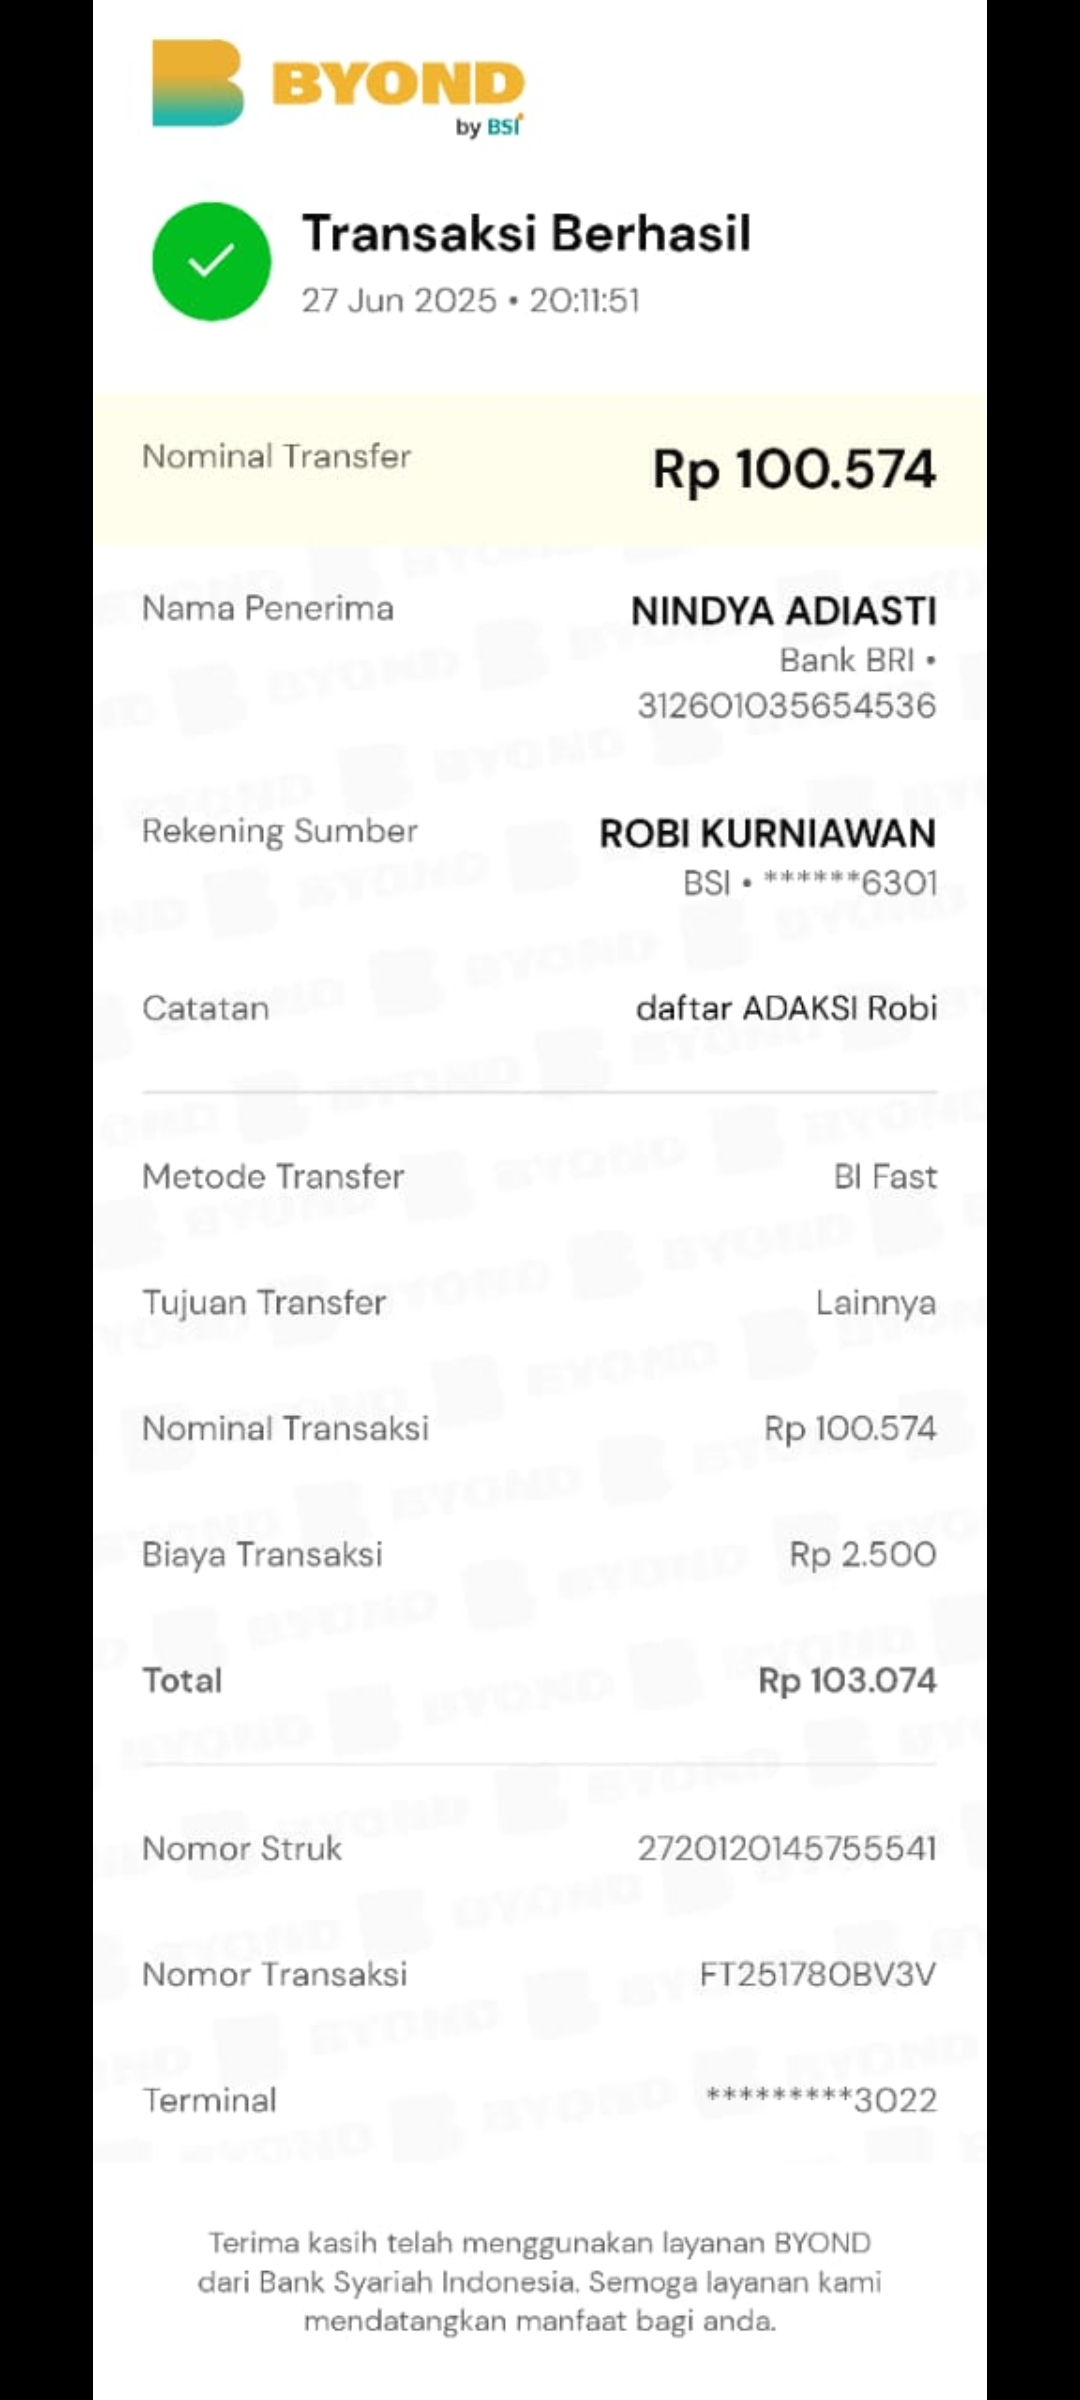 BYOND
by BSI
Transaksi Berhasil
27 Jun 2025 • 20:11:51
Nominal Transfer
Rp 100.574
Nama Penerima
NINDYA ADIASTI
Bank BRI •
312601035654536
Rekening Sumber
ROBI KURNIAWAN
BSI • ******6301
Catatan
daftar ADAKSI Robi
Metode Transfer
BI Fast
Tujuan Transfer
Lainnya
Nominal Transaksi
Rp 100.574
Biaya Transaksi
Rp 2.500
Total
Rp 103.074
Nomor Struk
2720120145755541
Nomor Transaksi
FT251780BV3V
Terminal
*********3022
Terima kasih telah menggunakan layanan BYOND
dari Bank Syariah Indonesia. Semoga layanan kami
mendatangkan manfaat bagi anda.